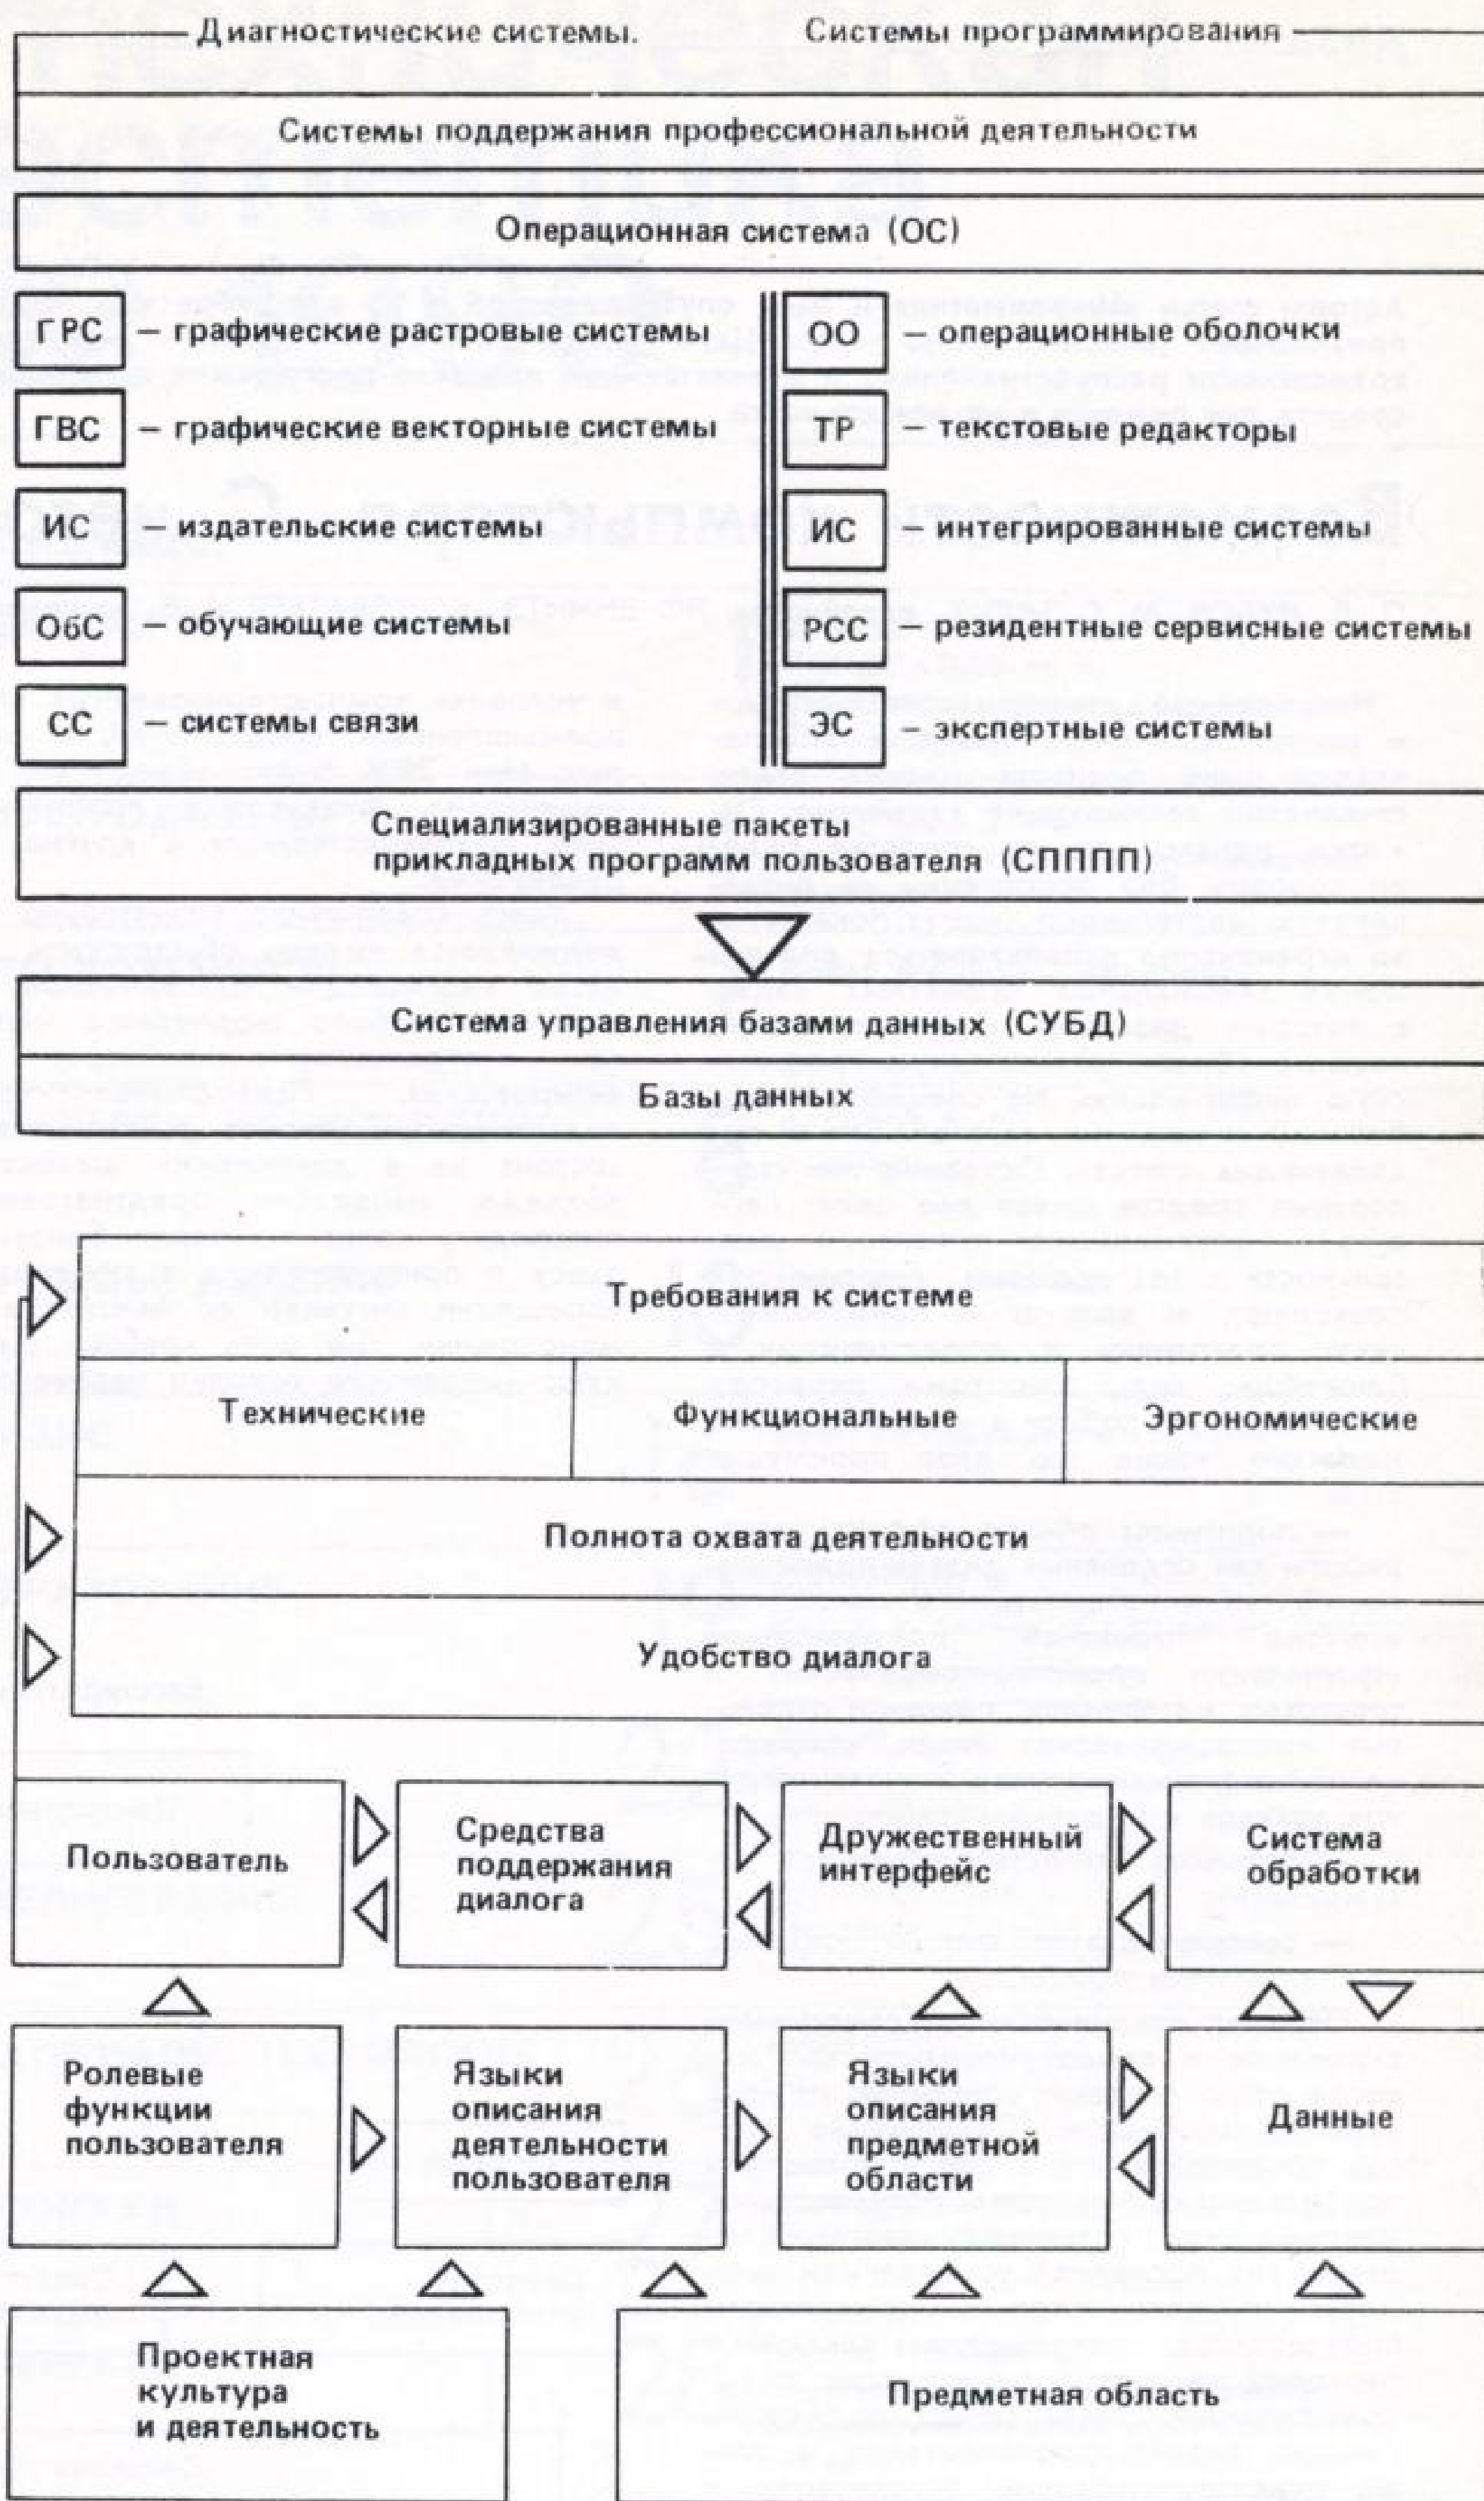 Диагностические системы. Системы программирования
Системы поддержания профессиональной деятельности
Операционная система (ОС)
ГРС — графические растровые системы
ОО — операционные оболочки
ГВС — графические векторные системы
ТР — текстовые редакторы
ИС — издательские системы
ИС — интегрированные системы
ОбС — обучающие системы
РСС — резидентные сервисные системы
СС — системы связи
ЭС — экспертные системы
Специализированные пакеты
прикладных программ пользователя (СПППП)
Система управления базами данных (СУБД)
Базы данных
Требования к системе
Технические Функциональные Эргономические
Полнота охвата деятельности
Удобство диалога
Пользователь
Средства
поддержания
диалога
Дружественный
интерфейс
Система
обработки
Ролевые
функции
пользователя
Языки
описания
деятельности
пользователя
Языки
описания
предметной
области
Данные
Проектная
культура
и деятельность
Предметная область